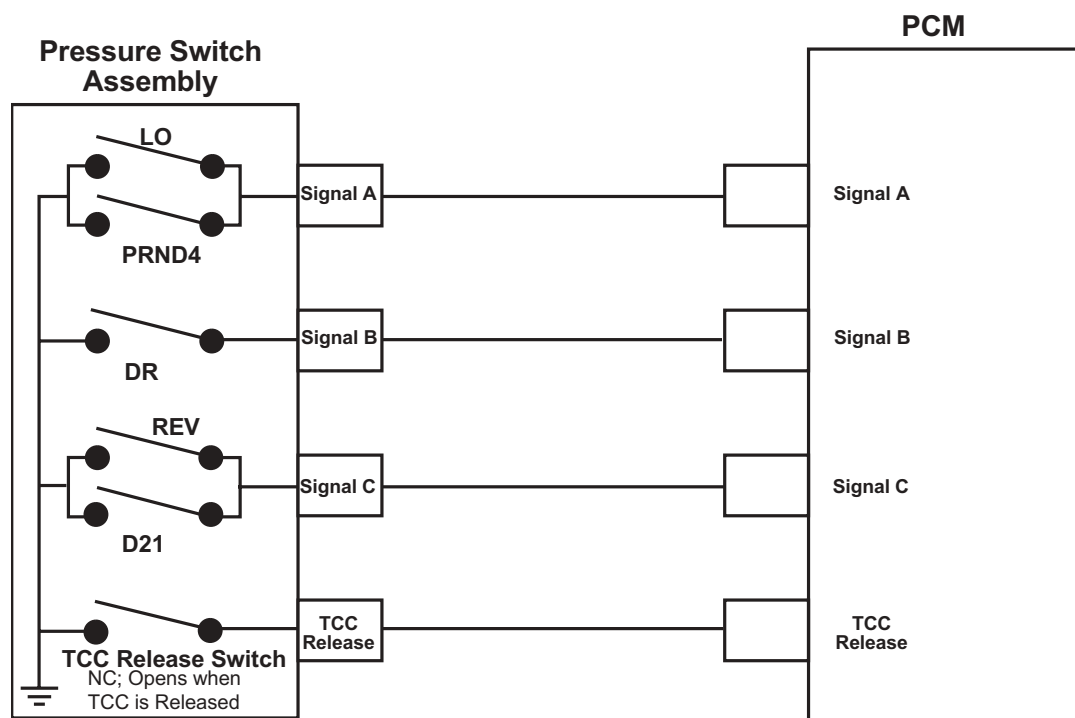 PCM
Pressure Switch
Assembly
LO
Signal A
Signal A
PRND4
Signal B
Signal B
DR
REV
Signal C
Signal C
D21
TCC
Release
TCC
Release
TCC Release Switch
NC; Opens when
TCC is Released